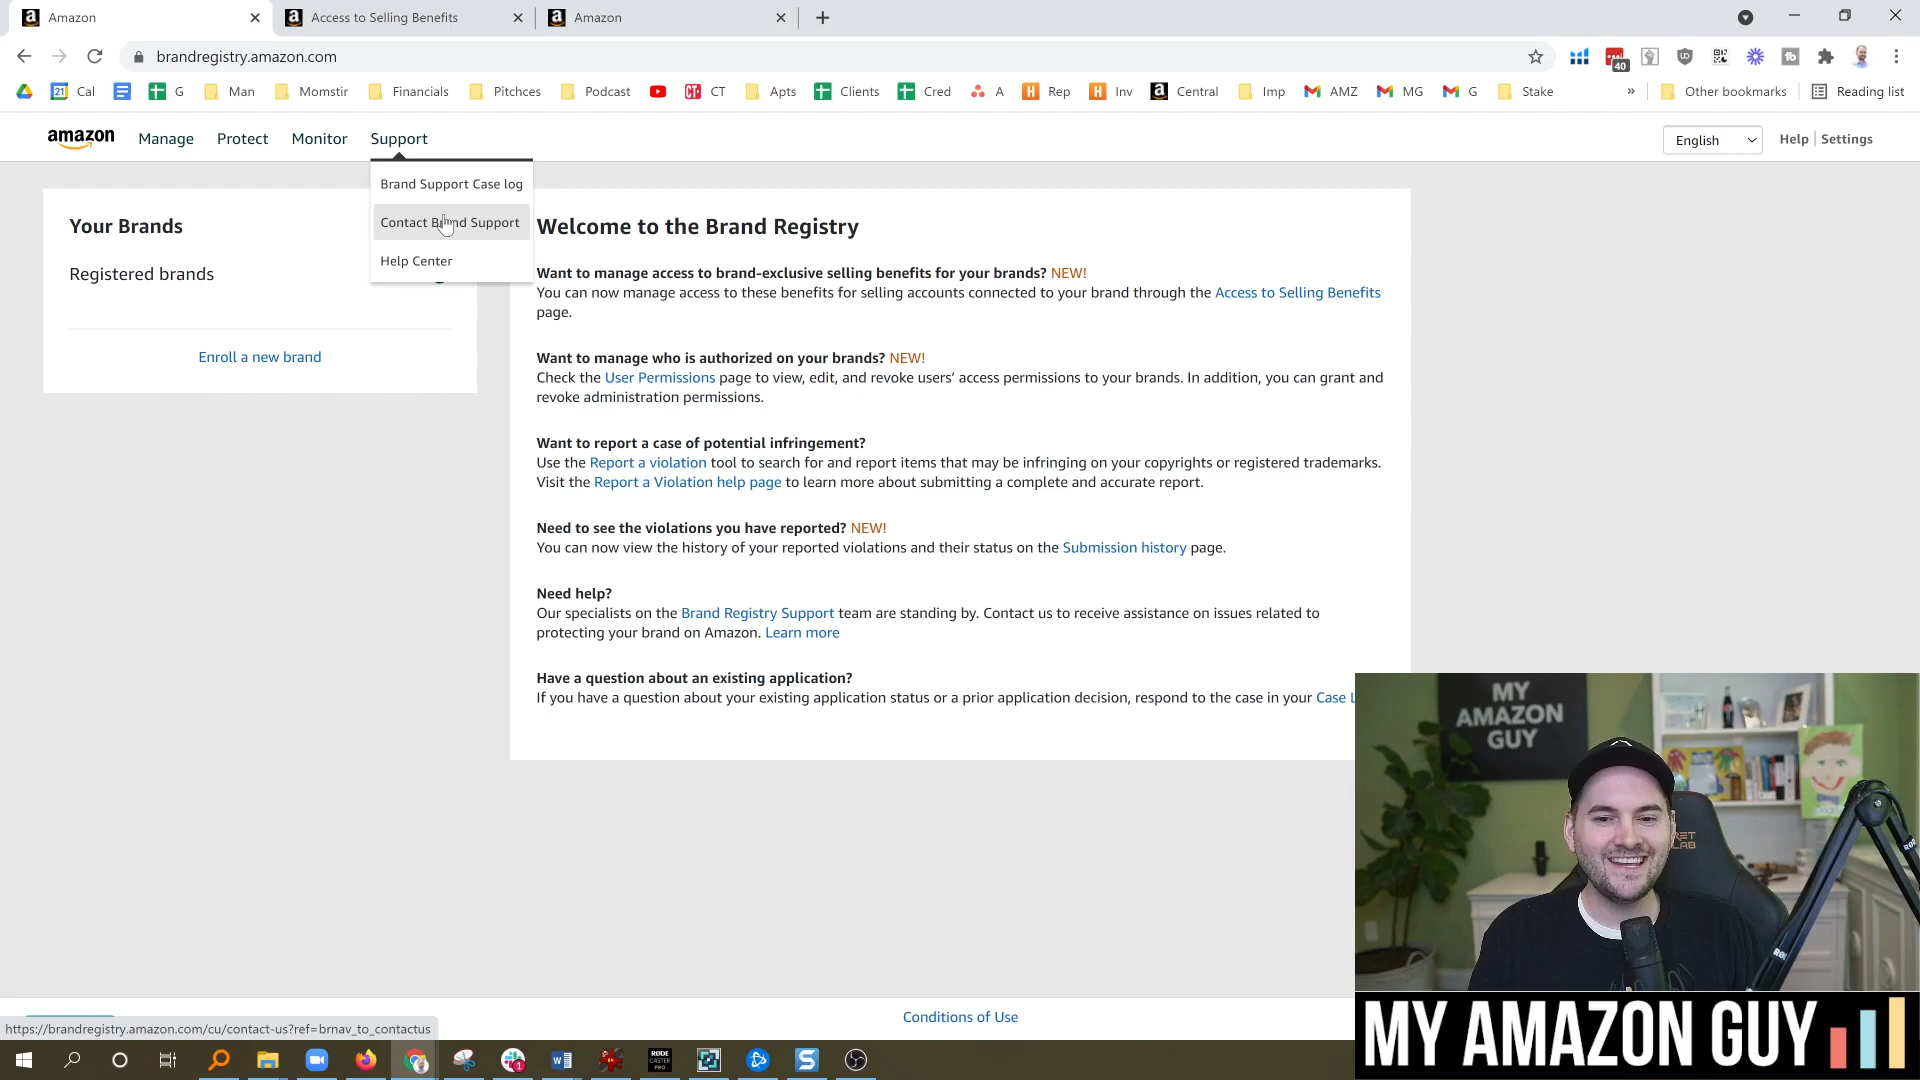 Amazon
Access to Selling Benefits
Amazon
brandregistry.amazon.com
40
21
Cal
G
Man
Momstir
Financials
Pitchces
Podcast
CT
CT
Apts
Clients
Cred
A
Rep
Inv
Central
Imp
AMZ
MG
G
Stake
»
Other bookmarks
Reading list
amazon
Manage
Protect
Monitor
Support
English
Help
Settings
Brand Support Case log
Contact Brand Support
Help Center
Your Brands
Registered brands
Enroll a new brand
Welcome to the Brand Registry
Want to manage access to brand-exclusive selling benefits for your brands? NEW!
You can now manage access to these benefits for selling accounts connected to your brand through the Access to Selling Benefits
page.
Want to manage who is authorized on your brands? NEW!
Check the User Permissions page to view, edit, and revoke users’ access permissions to your brands. In addition, you can grant and
revoke administration permissions.
Want to report a case of potential infringement?
Use the Report a violation tool to search for and report items that may be infringing on your copyrights or registered trademarks.
Visit the Report a Violation help page to learn more about submitting a complete and accurate report.
Need to see the violations you have reported? NEW!
You can now view the history of your reported violations and their status on the Submission history page.
Need help?
Our specialists on the Brand Registry Support team are standing by. Contact us to receive assistance on issues related to
protecting your brand on Amazon. Learn more
Have a question about an existing application?
If you have a question about your existing application status or a prior application decision, respond to the case in your Case L
MY
AMAZON
GUY
RET
LAB
RODE
Conditions of Use
https://brandregistry.amazon.com/cu/contact-us?ref=brnav_to_contactus
MY AMAZON GUY
RØDE
CASTER
PRO
1